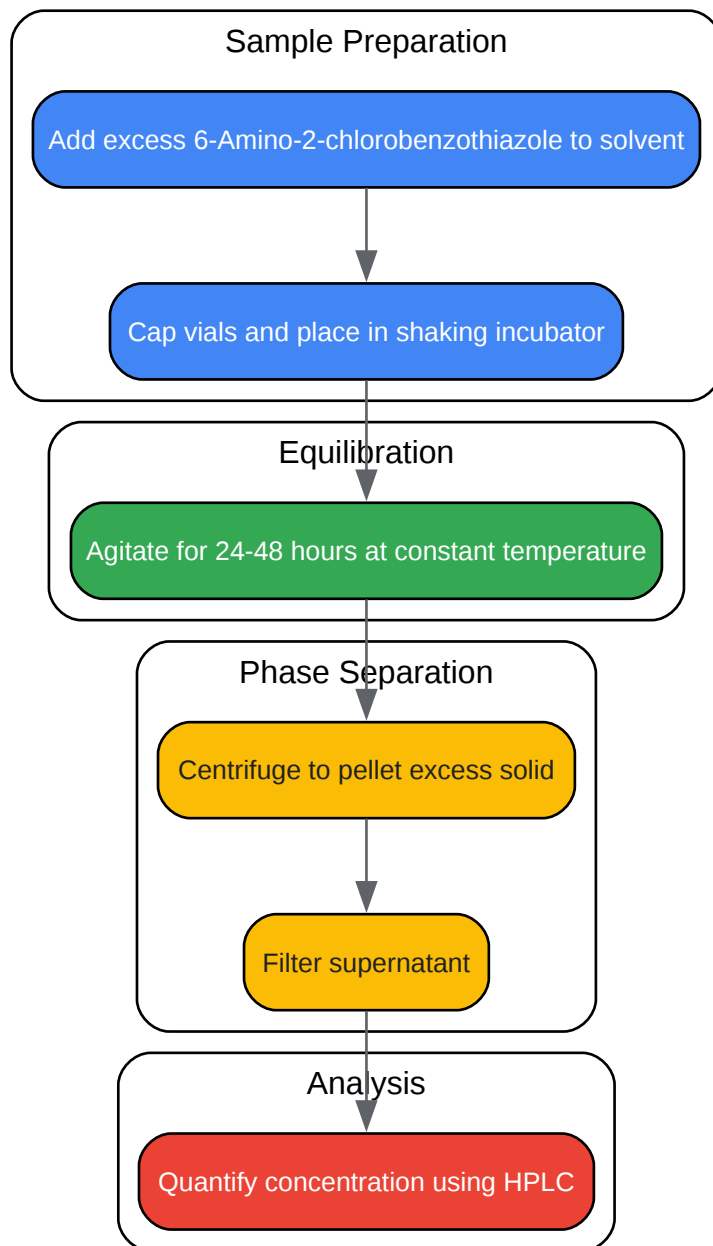 Sample Preparation
Add excess 6-Amino-2-chlorobenzothiazole to solvent
Cap vials and place in shaking incubator
Equilibration
Agitate for 24-48 hours at constant temperature
Phase Separation
Centrifuge to pellet excess solid
Filter supernatant
Analysis
Quantify concentration using HPLC